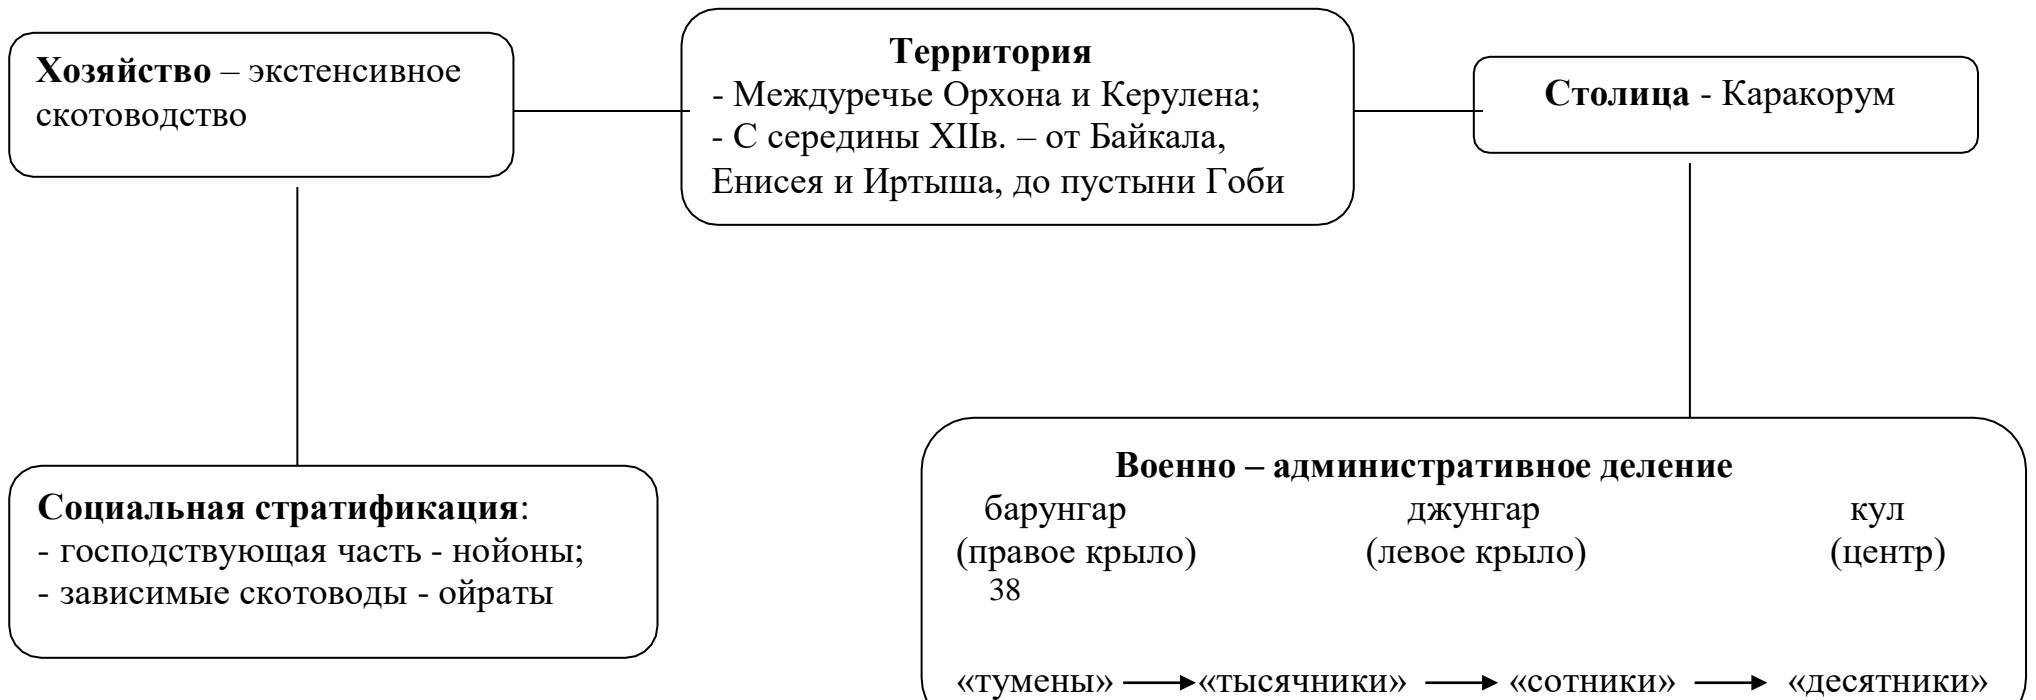 Хозяйство – экстенсивное
скотоводство
Территория
- Междуречье Орхона и Керулена;
- С середины XIIв. – от Байкала,
Енисея и Иртыша, до пустыни Гоби
Столица - Каракорум
Социальная стратификация:
- господствующая часть - нойоны;
- зависимые скотоводы - ойраты
Военно – административное деление
барунгар джунгар кул
(правое крыло) (левое крыло) (центр)
38
«тумены» «тысячники» «сотники» «десятники»